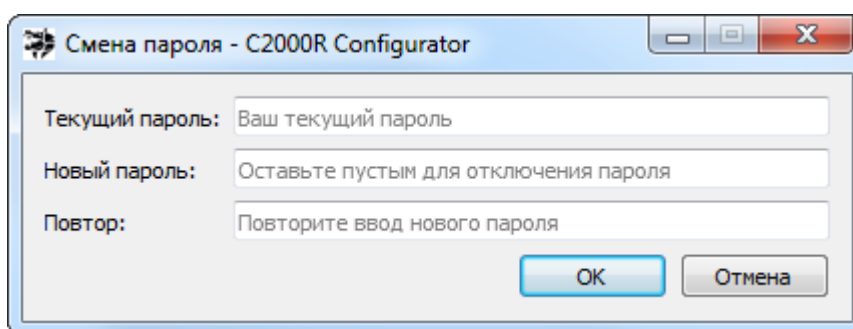 Смена пароля - C2000R Configurator
Текущий пароль: Ваш текущий пароль
Новый пароль: Оставьте пустым для отключения пароля
Повтор: Повторите ввод нового пароля
OK Отмена